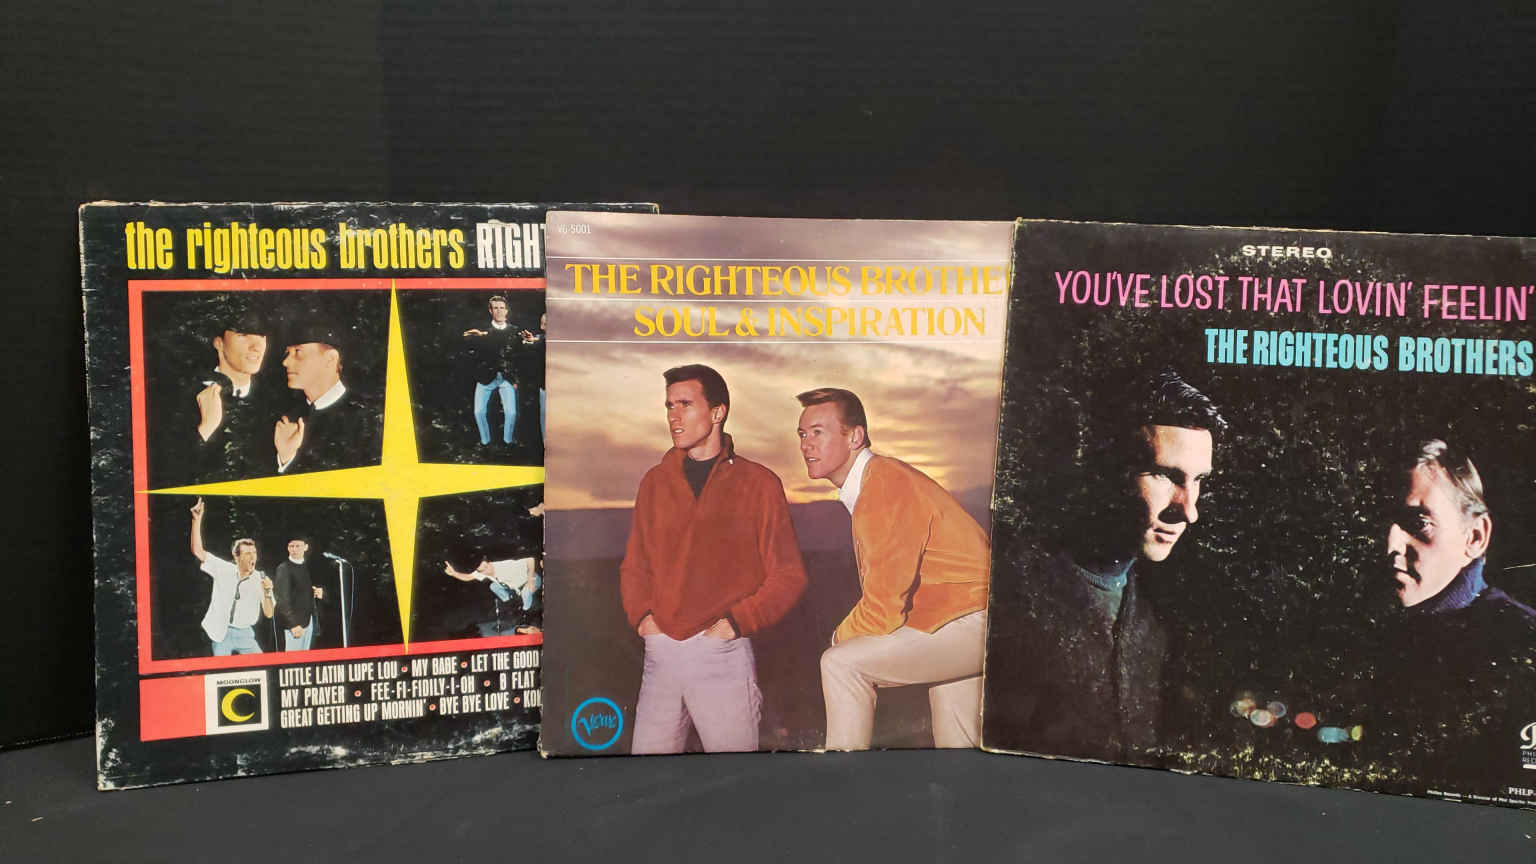 the righteous brothers RIGHT
MOONGLOW
LITTLE LATIN LUPE LOU • MY BABE • LET THE GOOD
MY PRAYER • FEE-FI-FIDILY-I-OH • B FLAT
GREAT GETTING UP MORNIN' • BYE BYE LOVE • KO
V6-5001
THE RIGHTEOUS BROTHE
SOUL & INSPIRATION
Verve
STEREO
YOU'VE LOST THAT LOVIN' FEELIN'
THE RIGHTEOUS BROTHERS
PHLP-